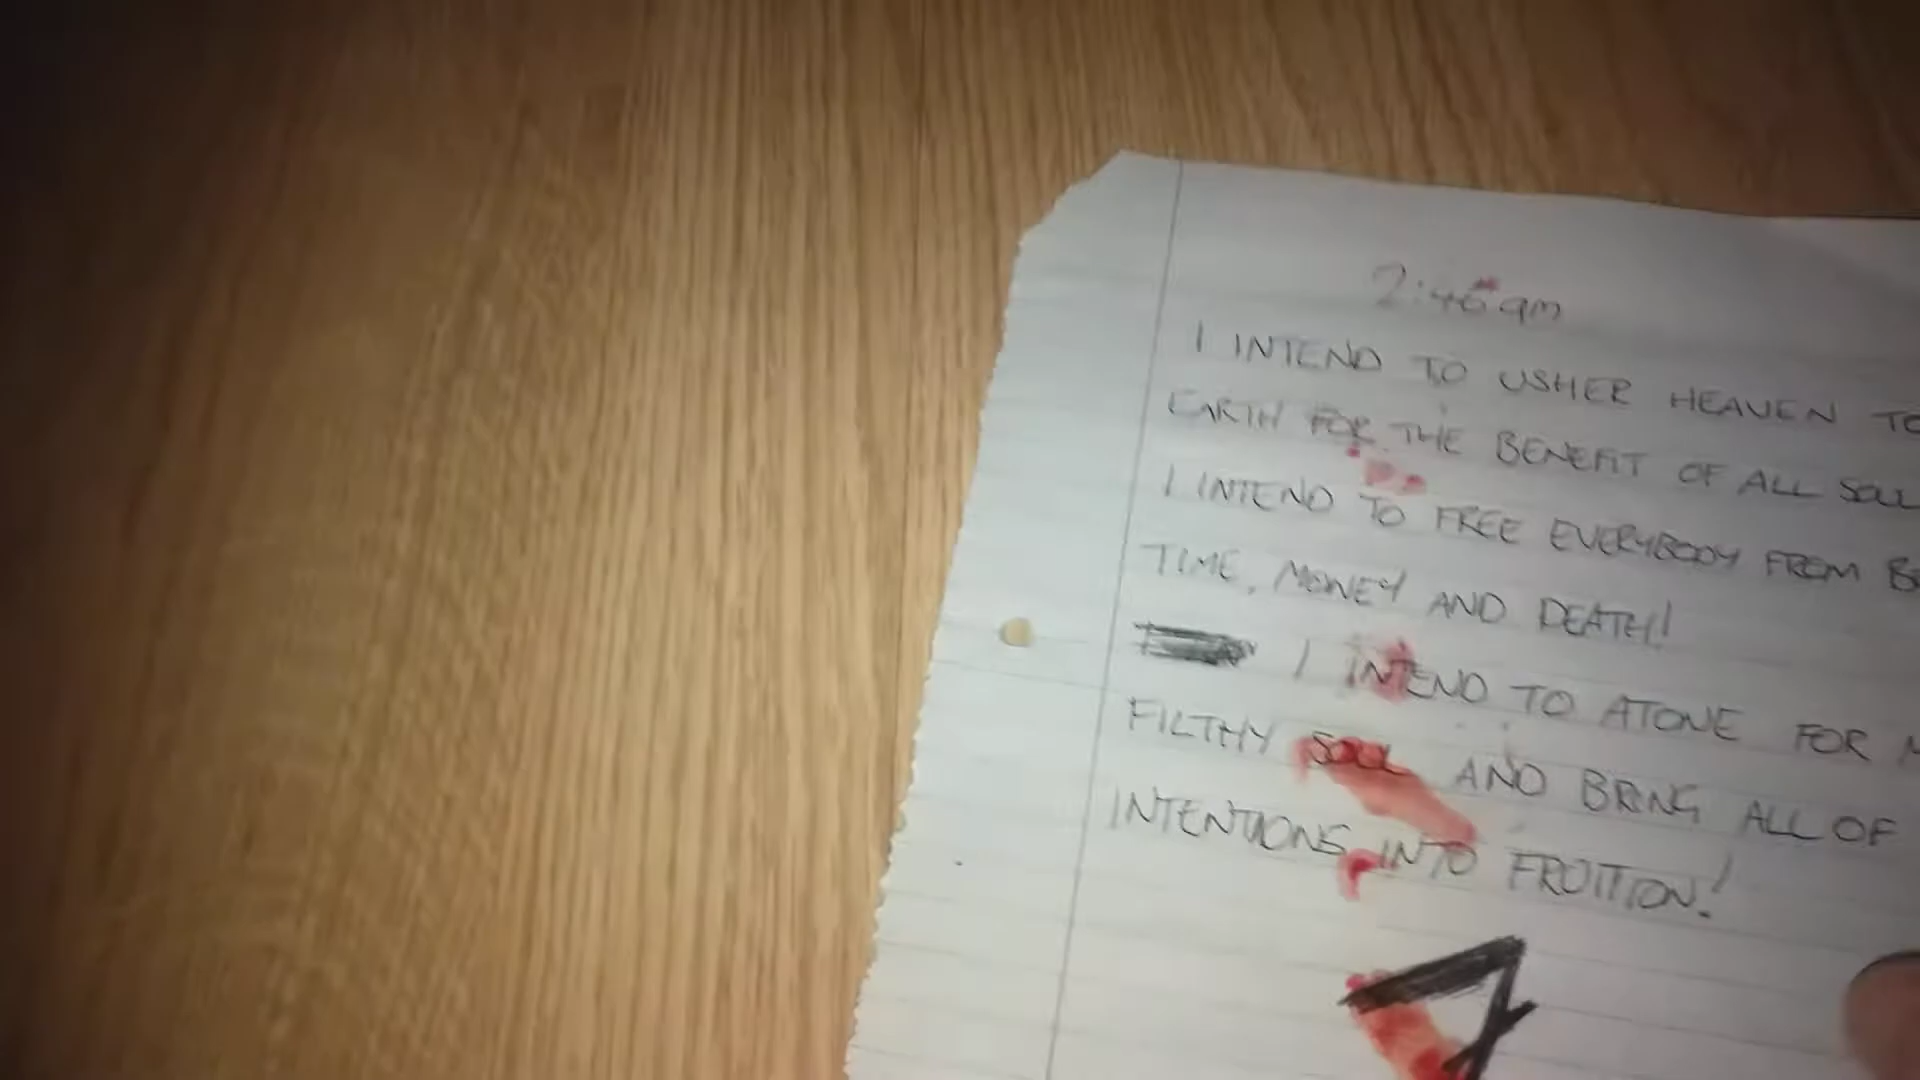 2:46am
I INTEND TO USHER HEAVEN TO
EARTH FOR THE BENEFIT OF ALL SOUL
I INTEND TO FREE EVERYBODY FROM
TIME, MONEY AND DEATH!
I INTEND TO ATONE FOR
FILTHY SOUL AND BRING ALL OF
INTENTIONS INTO FRUITION!